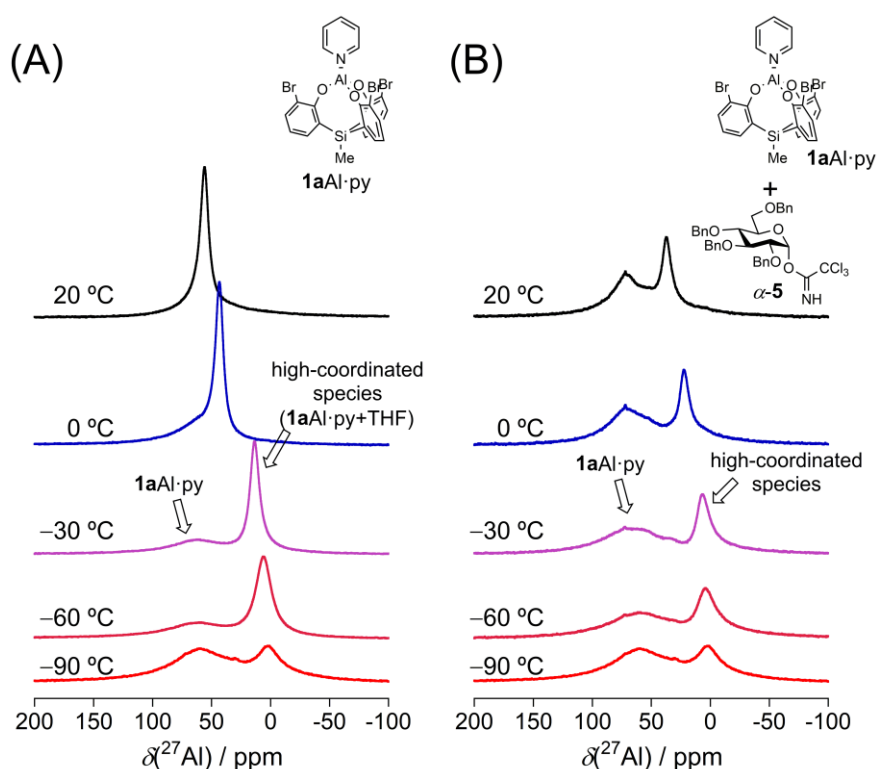 (A)
N
Al
Br
O
O
O
Br
Br
Si
Me
1aAl·py
20 ºC
0 ºC
high-coordinated
species
(1aAl·py+THF)
1aAl·py
−30 ºC
−60 ºC
−90 ºC
200 150 100 50 0 -50 -100
δ(²⁷Al) / ppm
(B)
N
Al
Br
O
O
O
Br
Br
Si
Me
1aAl·py
+
OBn
BnO
O
BnO
BnO
O
CCl₃
NH
α-5
20 ºC
0 ºC
1aAl·py
high-coordinated
species
−30 ºC
−60 ºC
−90 ºC
200 150 100 50 0 -50 -100
δ(²⁷Al) / ppm